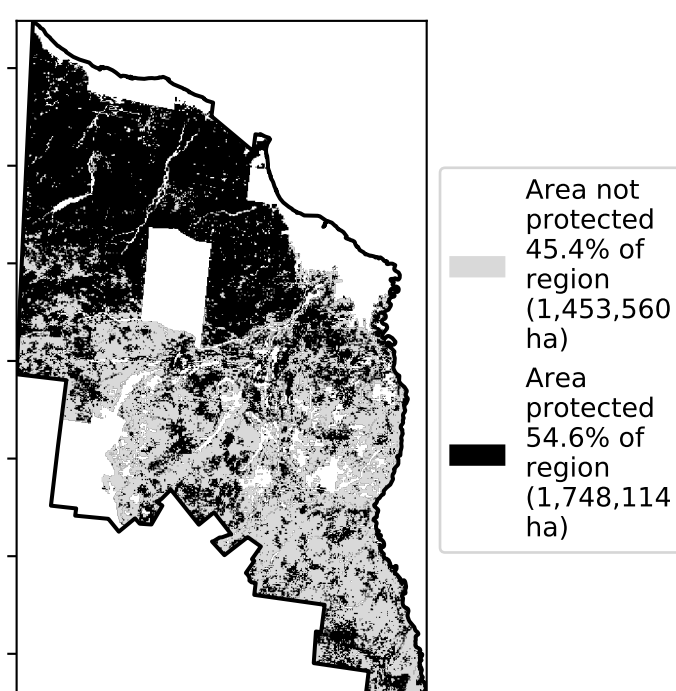 Area not
protected
45.4% of
region
(1,453,560
ha)
Area
protected
54.6% of
region
(1,748,114
ha)